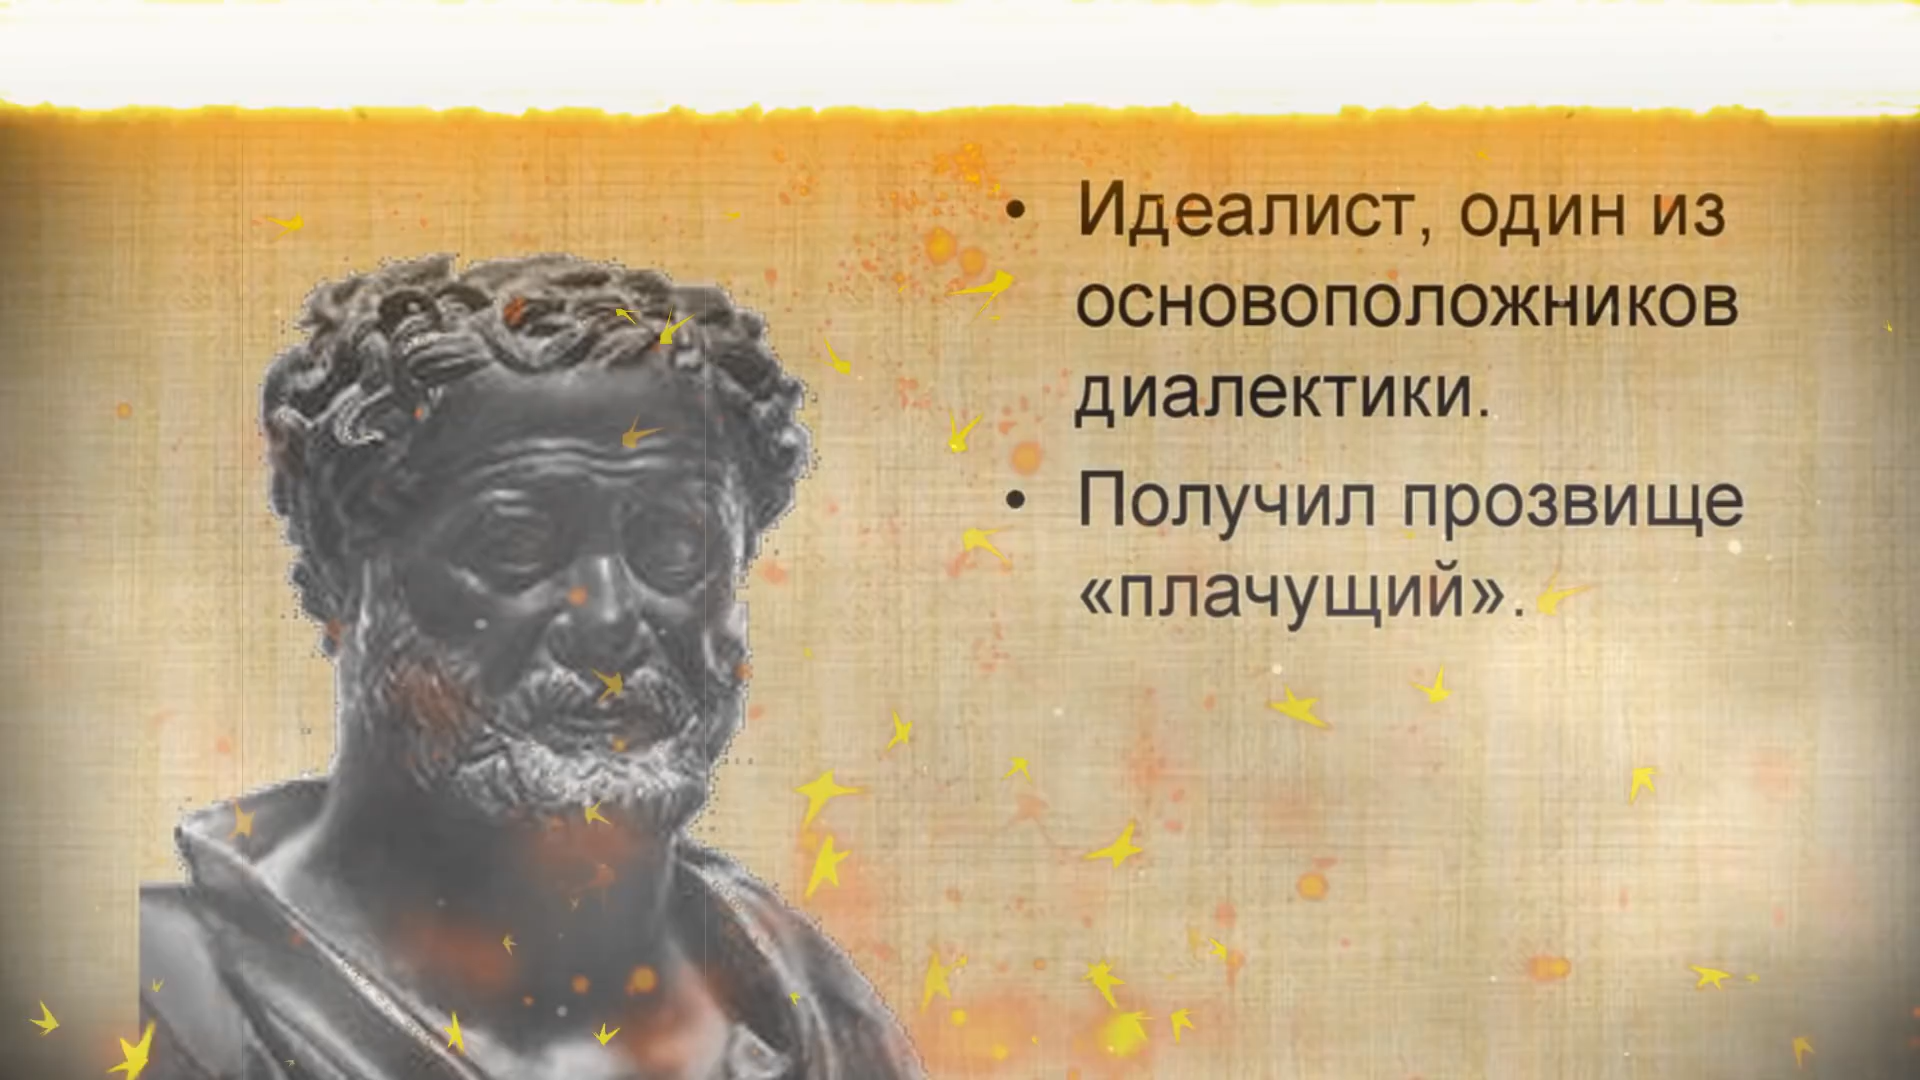 • Идеалист, один из
основоположников
диалектики.
• Получил прозвище
«плачущий».